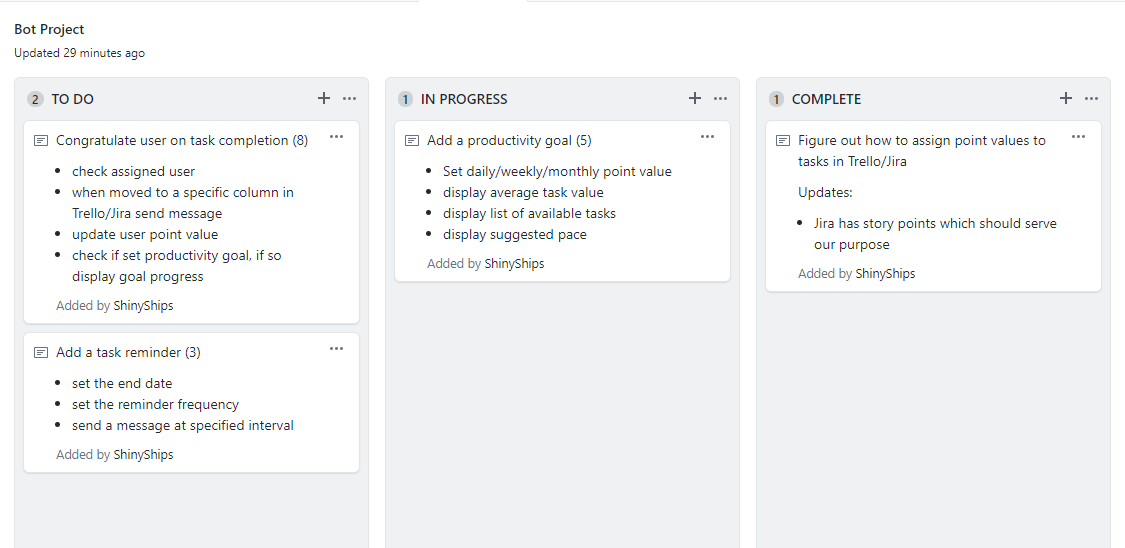 Bot Project
Updated 29 minutes ago
2 TO DO
Congratulate user on task completion (8)
check assigned user
when moved to a specific column in
Trello/Jira send message
update user point value
check if set productivity goal, if so
display goal progress
Added by ShinyShips
Add a task reminder (3)
set the end date
set the reminder frequency
send a message at specified interval
Added by ShinyShips
1 IN PROGRESS
Add a productivity goal (5)
Set daily/weekly/monthly point value
display average task value
display list of available tasks
display suggested pace
Added by ShinyShips
1 COMPLETE
Figure out how to assign point values to
tasks in Trello/Jira
Updates:
Jira has story points which should serve
our purpose
Added by ShinyShips